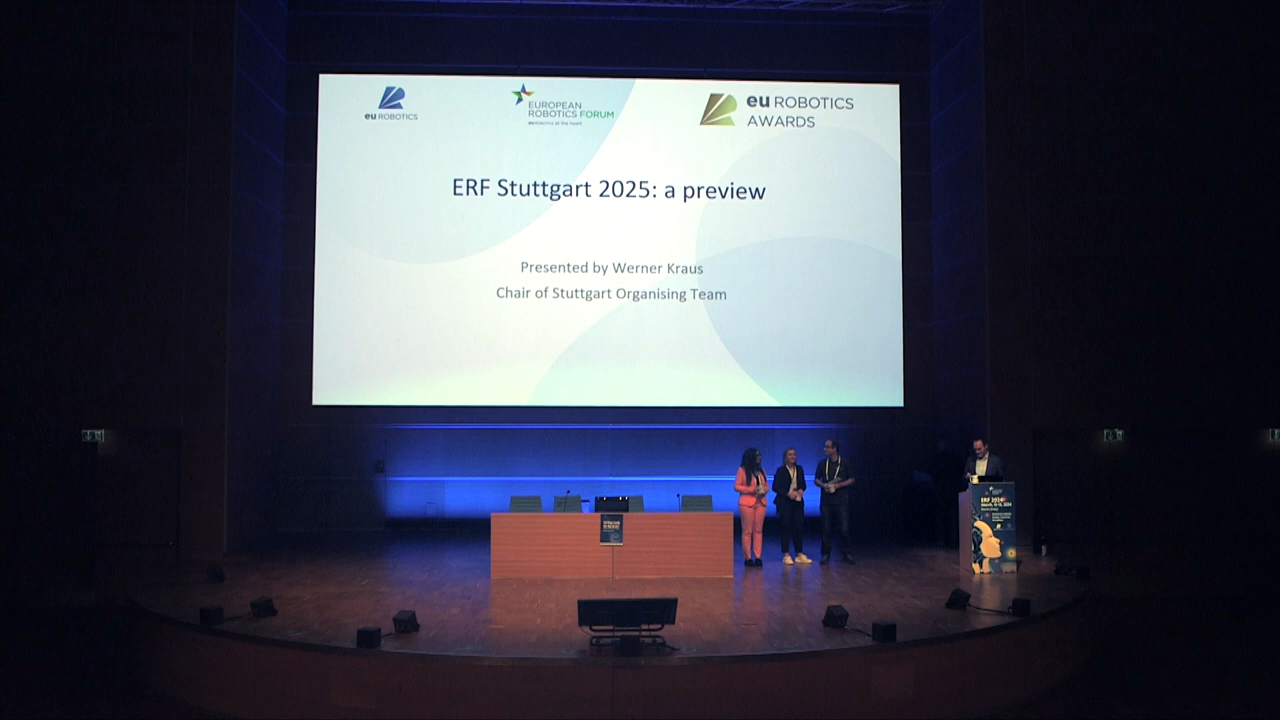 eu ROBOTICS
EUROPEAN
ROBOTICS FORUM
eu ROBOTICS
AWARDS
ERF Stuttgart 2025: a preview
Presented by Werner Kraus
Chair of Stuttgart Organising Team
ERF 2024